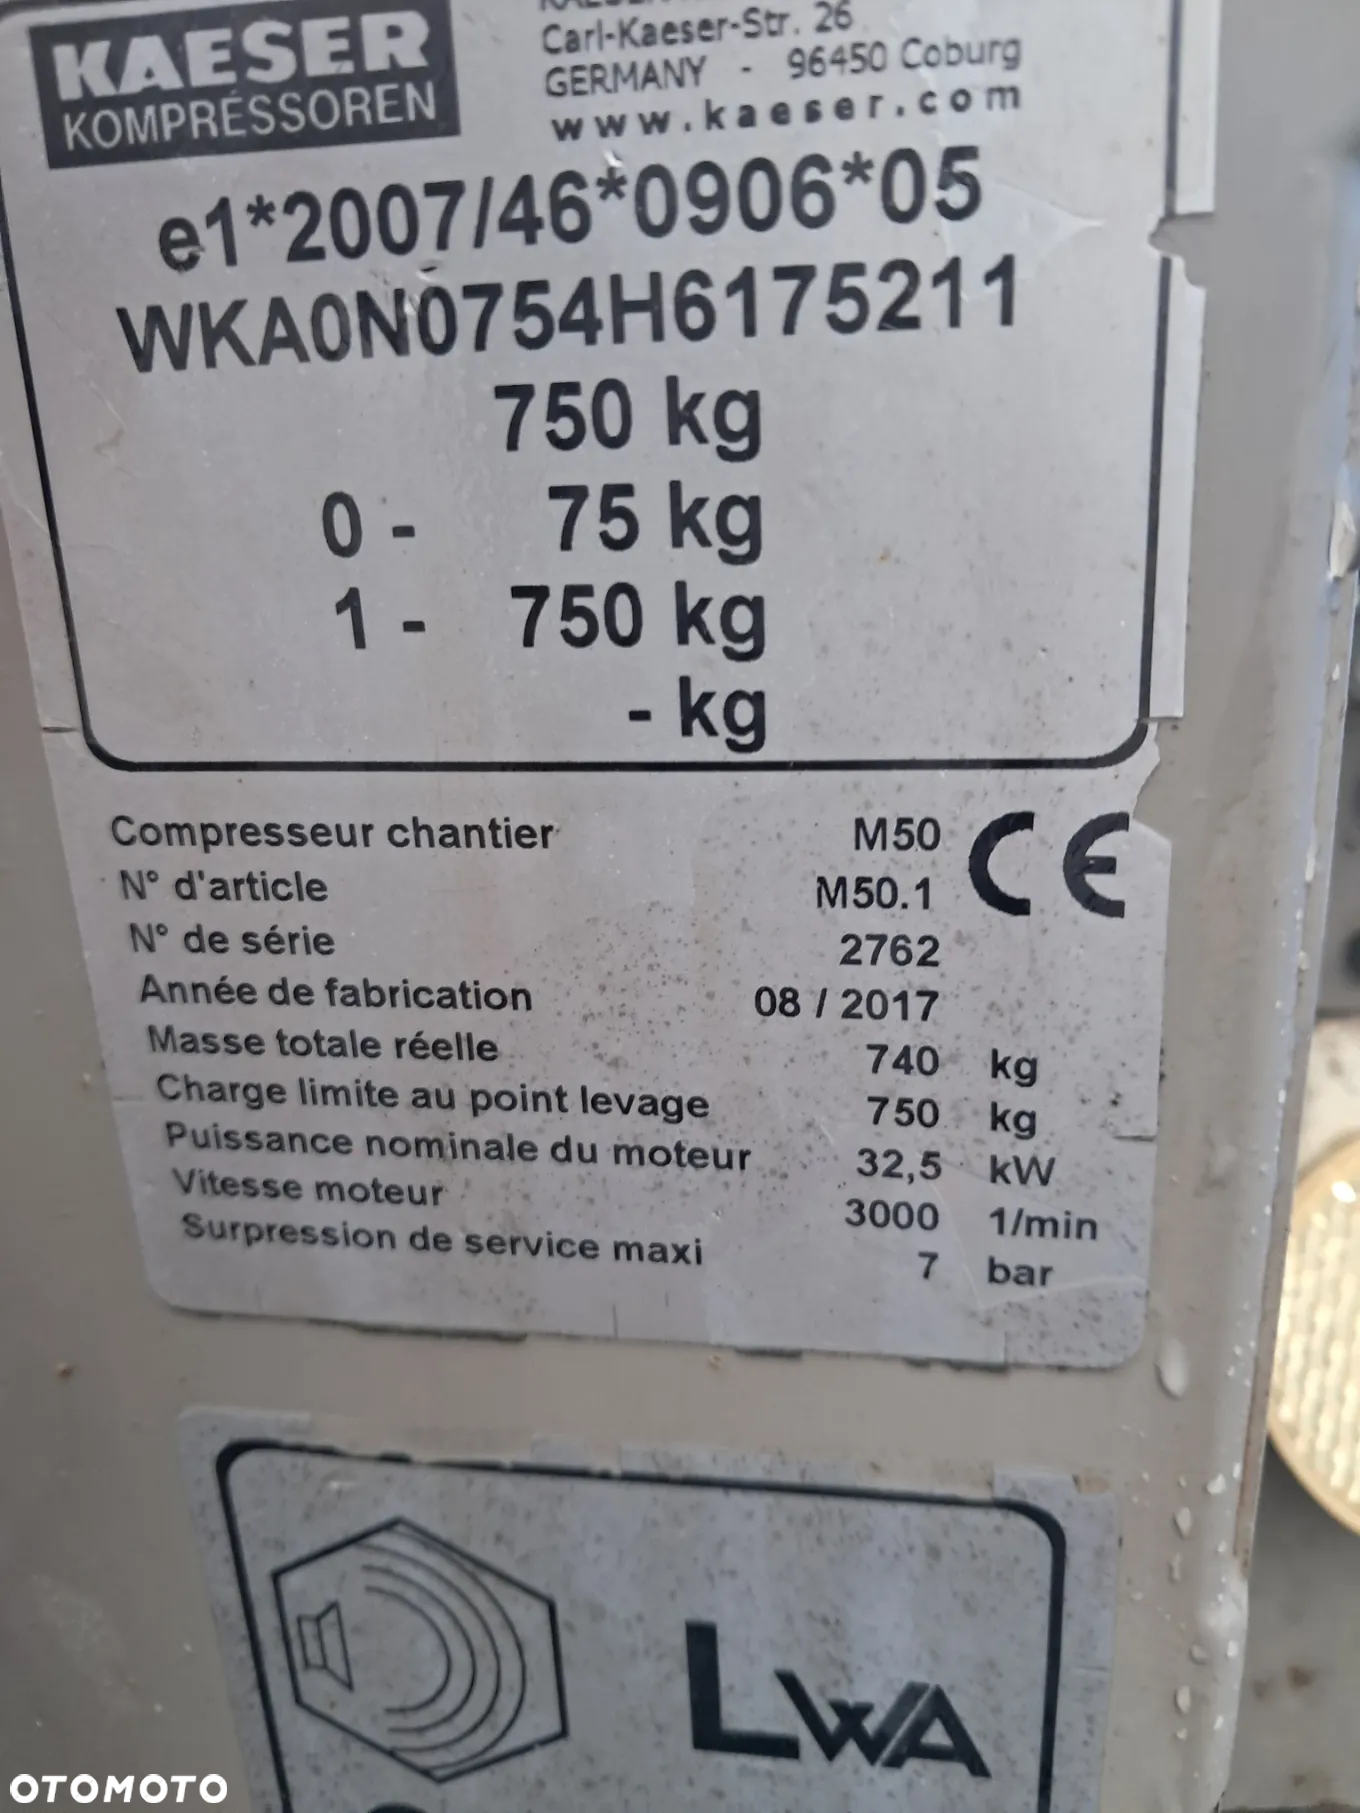 KAESER
KOMPRESSOREN
Carl-Kaeser-Str. 26
GERMANY - 96450 Coburg
www.kaeser.com
e1*2007/46*0906*05
WKA0N0754H6175211
750 kg
0 - 75 kg
1 - 750 kg
- kg
Compresseur chantier M50
N° d'article M50.1
N° de série 2762
Année de fabrication 08 / 2017
Masse totale réelle 740 kg
Charge limite au point levage 750 kg
Puissance nominale du moteur 32,5 kW
Vitesse moteur 3000 1/min
Surpression de service maxi 7 bar
CE
LWA
OTOMOTO